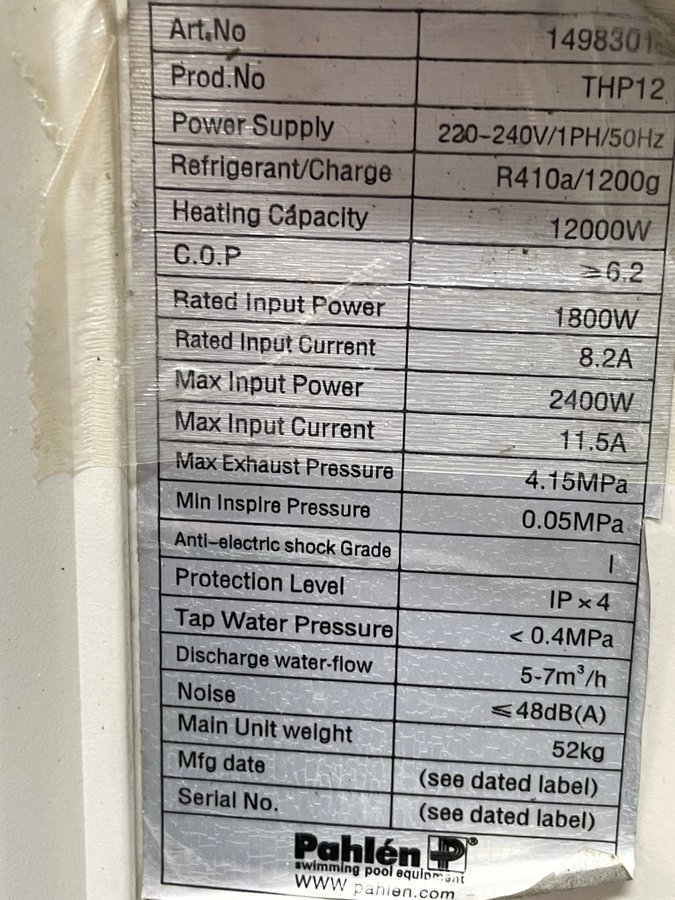 Art.No 1498301
Prod.No THP12
Power Supply 220-240V/1PH/50Hz
Refrigerant/Charge R410a/1200g
Heating Capacity 12000W
C.O.P ≥6.2
Rated Input Power 1800W
Rated Input Current 8.2A
Max Input Power 2400W
Max Input Current 11.5A
Max Exhaust Pressure 4.15MPa
Min Inspire Pressure 0.05MPa
Anti-electric shock Grade I
Protection Level IP×4
Tap Water Pressure < 0.4MPa
Discharge water-flow 5-7m³/h
Noise ≤48dB(A)
Main Unit weight 52kg
Mfg date (see dated label)
Serial No. (see dated label)
Pahlén P®
swimming pool equipment
WWW pahlen.com